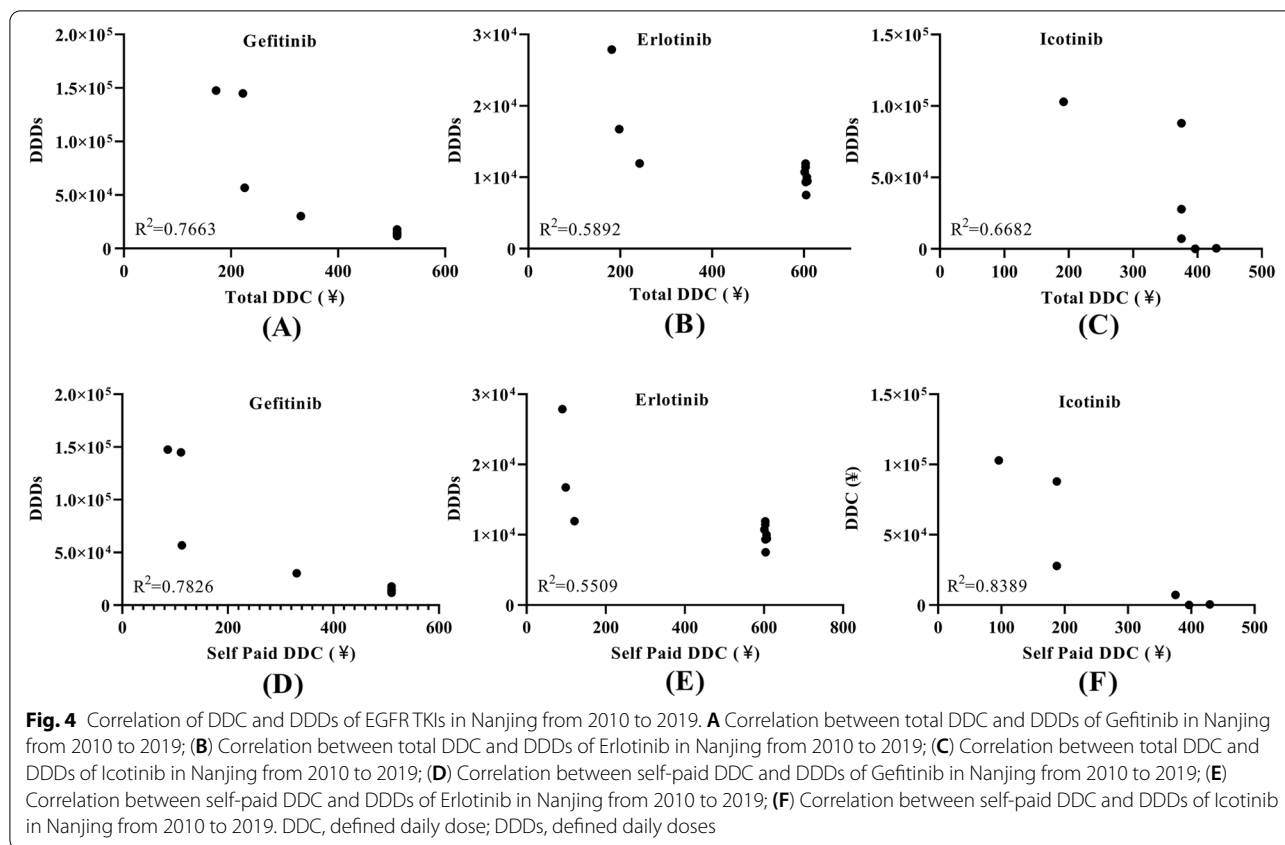 Gefitinib
2.0×10⁵
1.5×10⁵
1.0×10⁵
5.0×10⁴
0
DDDs
R²=0.7663
0 200 400 600
Total DDC (¥)
(A)
Erlotinib
3×10⁴
2×10⁴
1×10⁴
0
DDDs
R²=0.5892
0 200 400 600
Total DDC (¥)
(B)
Icotinib
1.5×10⁵
1.0×10⁵
5.0×10⁴
0
DDDs
R²=0.6682
0 100 200 300 400 500
Total DDC (¥)
(C)
Gefitinib
2.0×10⁵
1.5×10⁵
1.0×10⁵
5.0×10⁴
0
DDDs
R²=0.7826
0 200 400 600
Self Paid DDC (¥)
(D)
Erlotinib
3×10⁴
2×10⁴
1×10⁴
0
DDDs
R²=0.5509
0 200 400 600 800
Self Paid DDC (¥)
(E)
Icotinib
2×10⁵
1×10⁵
1×10⁵
5×10⁴
0
DDC (¥)
R²=0.8389
0 100 200 300 400 500
Self Paid DDC (¥)
(F)
Fig. 4 Correlation of DDC and DDDs of EGFR TKIs in Nanjing from 2010 to 2019. A Correlation between total DDC and DDDs of Gefitinib in Nanjing
from 2010 to 2019; (B) Correlation between total DDC and DDDs of Erlotinib in Nanjing from 2010 to 2019; (C) Correlation between total DDC and
DDDs of Icotinib in Nanjing from 2010 to 2019; (D) Correlation between self-paid DDC and DDDs of Gefitinib in Nanjing from 2010 to 2019; (E)
Correlation between self-paid DDC and DDDs of Erlotinib in Nanjing from 2010 to 2019; (F) Correlation between self-paid DDC and DDDs of Icotinib
in Nanjing from 2010 to 2019. DDC, defined daily dose; DDDs, defined daily doses